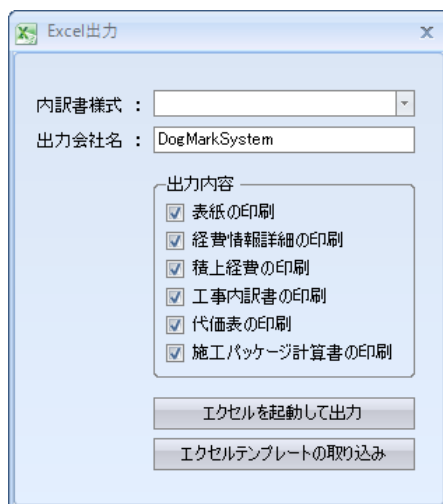 Excel出力
内訳書様式 :
出力会社名 : DogMarkSystem
出力内容
表紙の印刷
経費情報詳細の印刷
積上経費の印刷
工事内訳書の印刷
代価表の印刷
施工パッケージ計算書の印刷
エクセルを起動して出力
エクセルテンプレートの取り込み